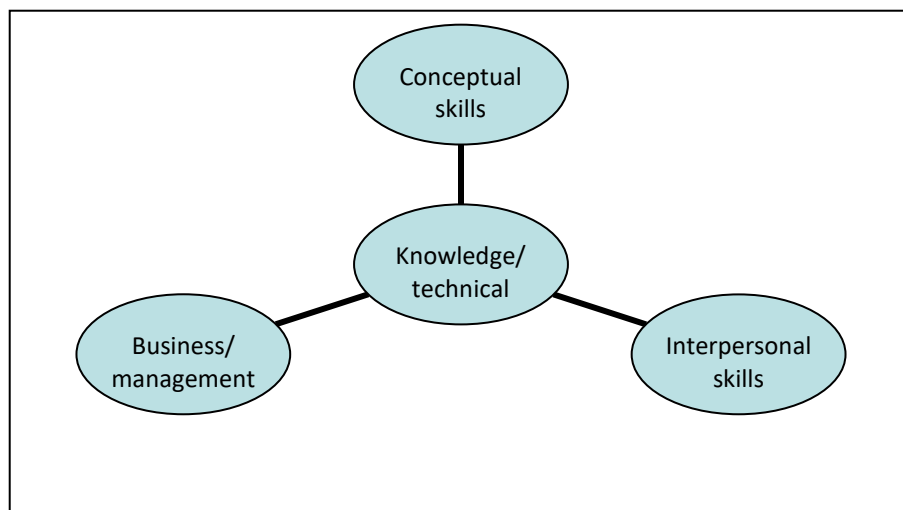 Conceptual
skills
Knowledge/
technical
Business/
management
Interpersonal
skills